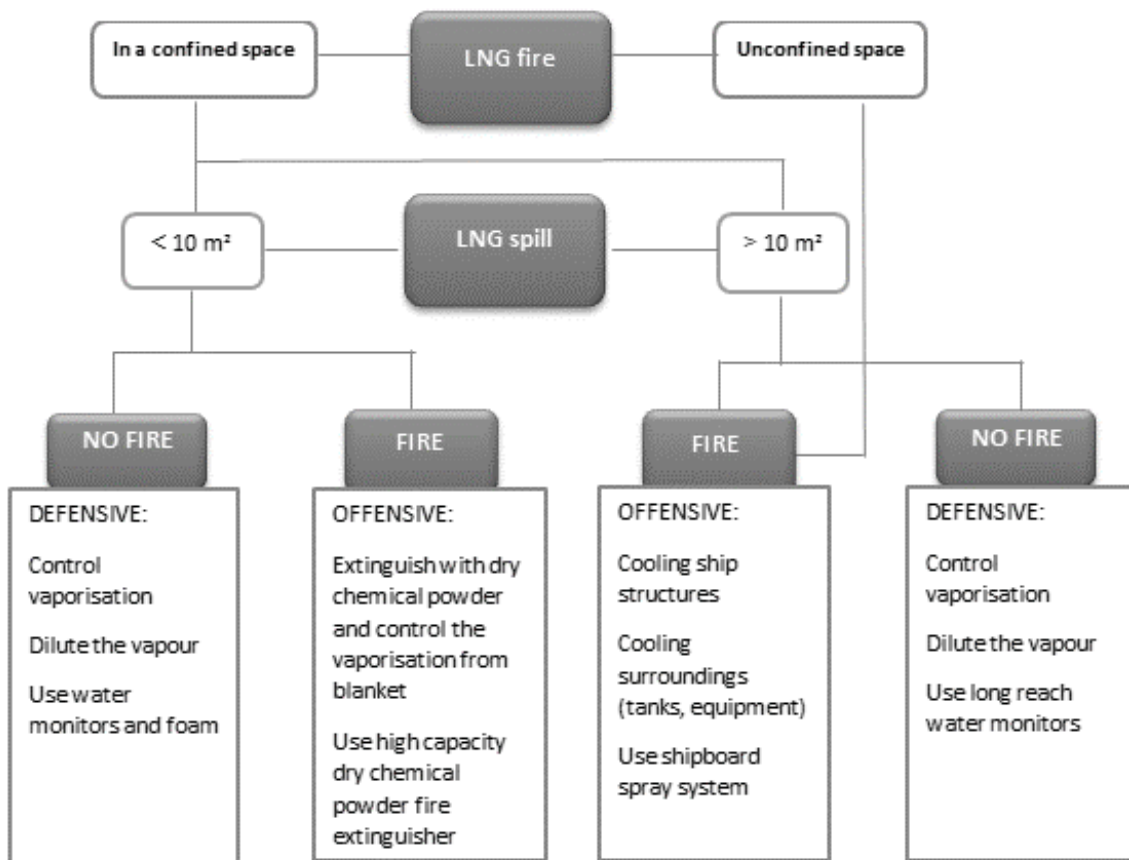 In a confined space
LNG fire
Unconfined space
< 10 m²
LNG spill
> 10 m²
NO FIRE
FIRE
FIRE
NO FIRE
DEFENSIVE:
Control
vaporisation
Dilute the vapour
Use water
monitors and foam
OFFENSIVE:
Extinguish with dry
chemical powder
and control the
vaporisation from
blanket
Use high capacity
dry chemical
powder fire
extinguisher
OFFENSIVE:
Cooling ship
structures
Cooling
surroundings
(tanks, equipment)
Use shipboard
spray system
DEFENSIVE:
Control
vaporisation
Dilute the vapour
Use long reach
water monitors